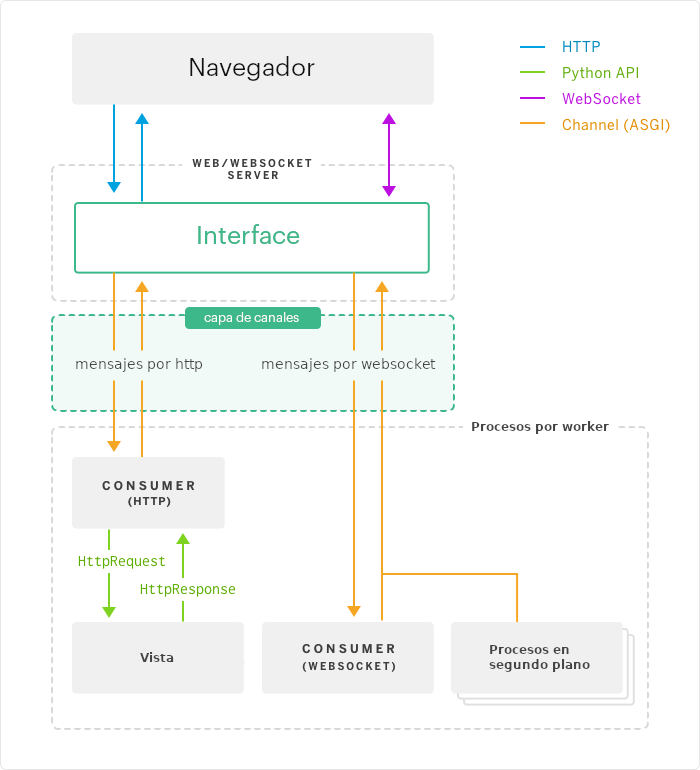 Navegador
HTTP
Python API
WebSocket
Channel (ASGI)
WEB/WEBSOCKET
SERVER
Interface
capa de canales
mensajes por http
mensajes por websocket
Procesos por worker
CONSUMER
(HTTP)
HttpRequest
HttpResponse
Vista
CONSUMER
(WEBSOCKET)
Procesos en
segundo plano